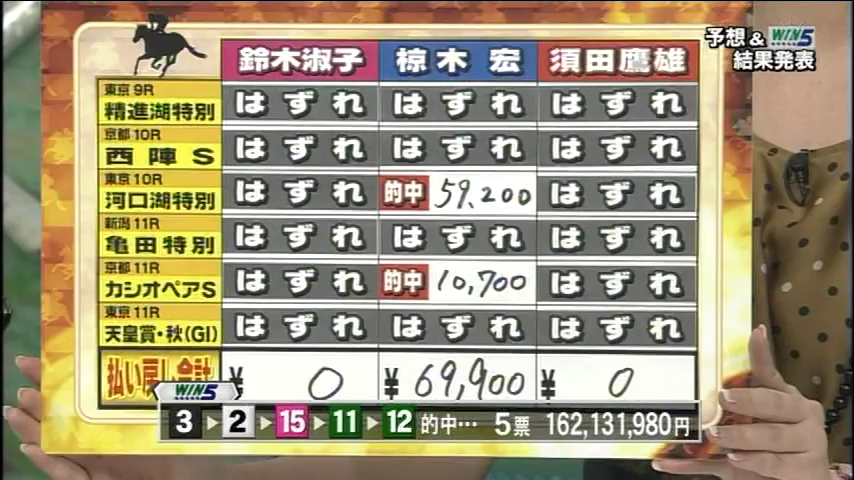 予想& WIN5
結果発表
鈴木淑子 椋木宏 須田鷹雄
東京9R
精進湖特別 はずれ はずれ はずれ
京都10R
西陣S はずれ はずれ はずれ
東京10R
河口湖特別 はずれ 的中 59,200 はずれ
新潟11R
亀田特別 はずれ はずれ はずれ
京都11R
カシオペアS はずれ 的中 10,700 はずれ
東京11R
天皇賞・秋(GI) はずれ はずれ はずれ
払い戻し合計 ¥ 0 ¥ 69,900 ¥ 0
WIN5
3 2 15 11 12 的中… 5票 162,131,980円